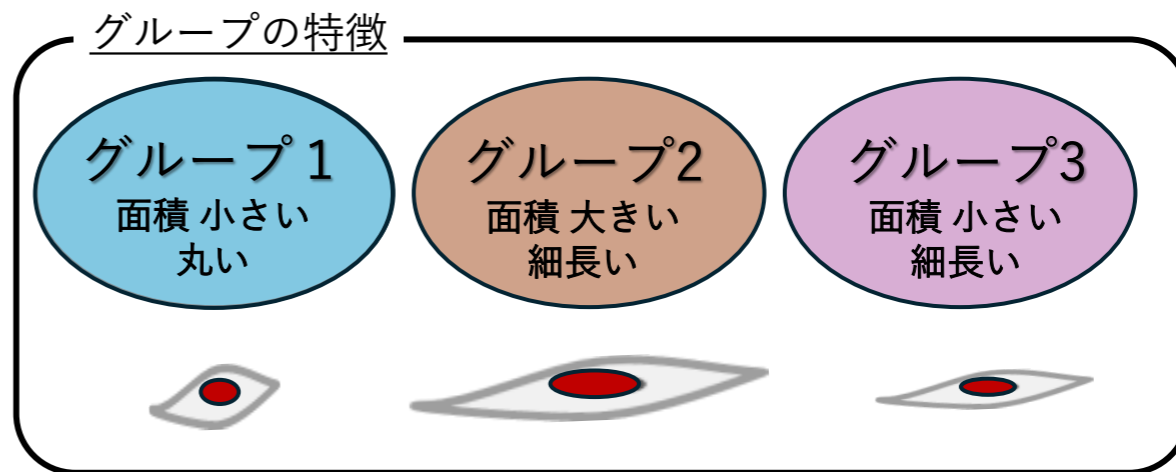 グループの特徴
グループ1
面積 小さい
丸い
グループ2
面積 大きい
細長い
グループ3
面積 小さい
細長い